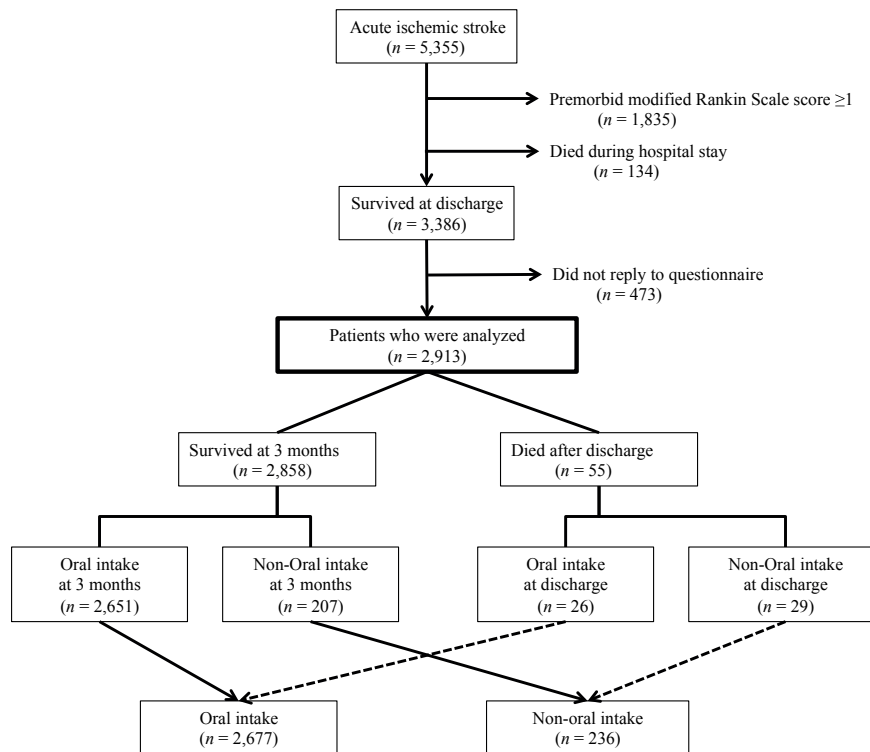 Acute ischemic stroke
(n = 5,355)
Premorbid modified Rankin Scale score ≥1
(n = 1,835)
Died during hospital stay
(n = 134)
Survived at discharge
(n = 3,386)
Did not reply to questionnaire
(n = 473)
Patients who were analyzed
(n = 2,913)
Survived at 3 months
(n = 2,858)
Died after discharge
(n = 55)
Oral intake
at 3 months
(n = 2,651)
Non-Oral intake
at 3 months
(n = 207)
Oral intake
at discharge
(n = 26)
Non-Oral intake
at discharge
(n = 29)
Oral intake
(n = 2,677)
Non-oral intake
(n = 236)